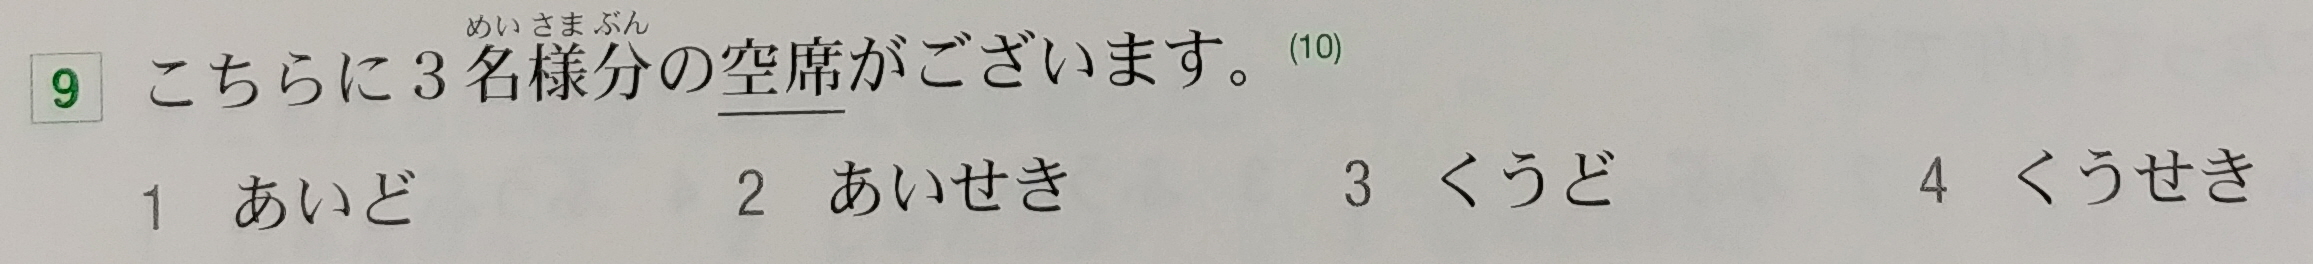 めいさまぶん
9 こちらに3名様分の空席がございます。(10)
1 あいど 2 あいせき 3 くうど 4 くうせき